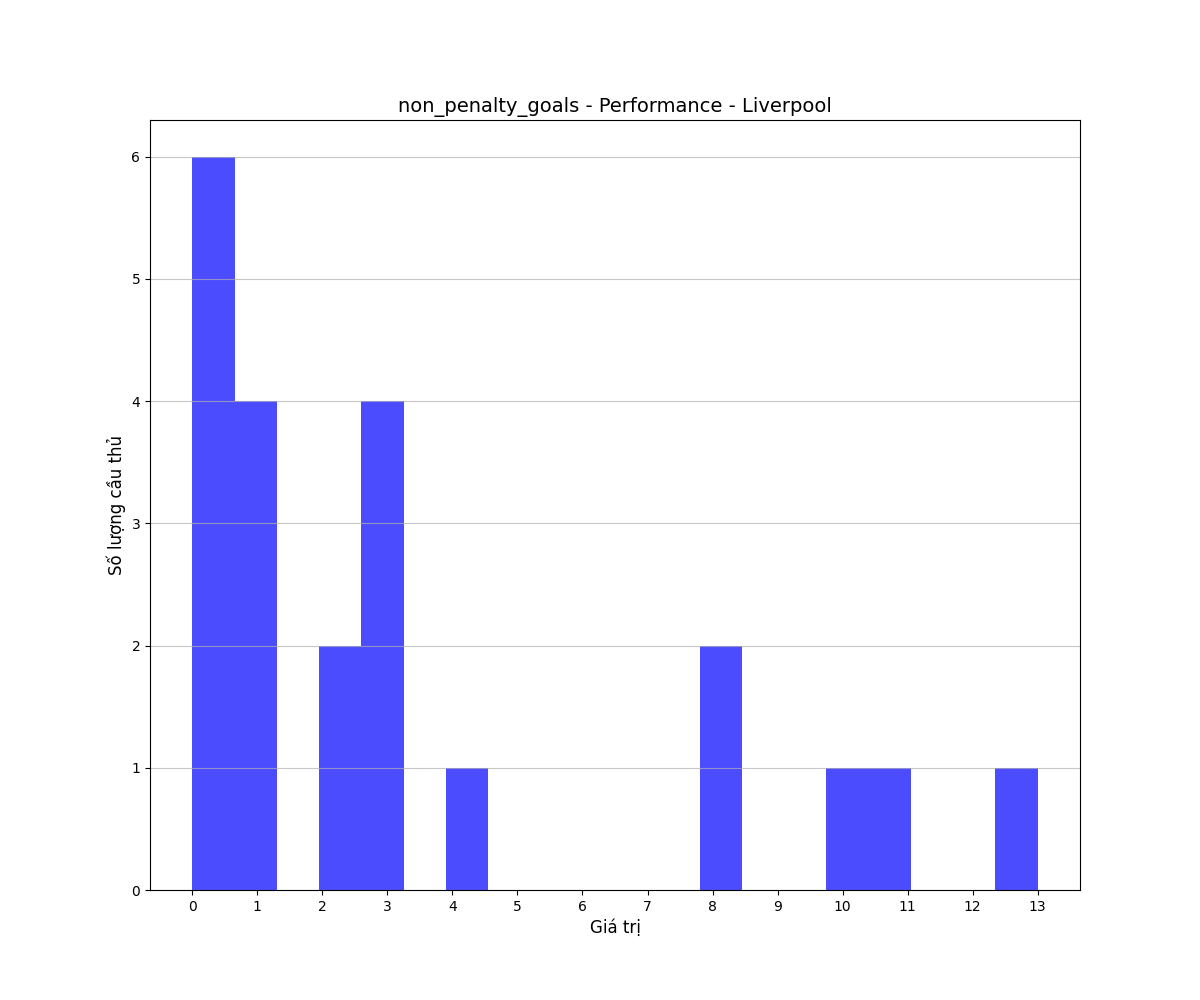 non_penalty_goals - Performance - Liverpool
6
5
4
3
2
1
0
Số lượng cầu thủ
0 1 2 3 4 5 6 7 8 9 10 11 12 13
Giá trị